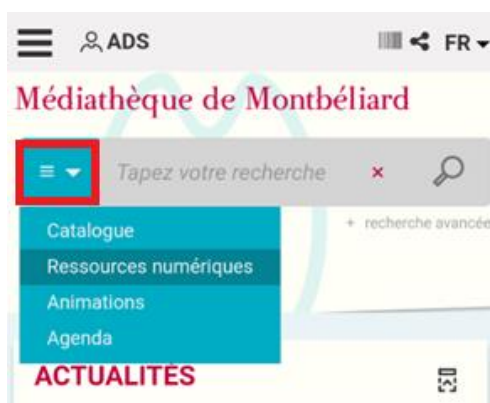 ADS FR
Médiathèque de Montbéliard
Tapez votre recherche ×
+ recherche avancée
Catalogue
Ressources numériques
Animations
Agenda
ACTUALITÉS